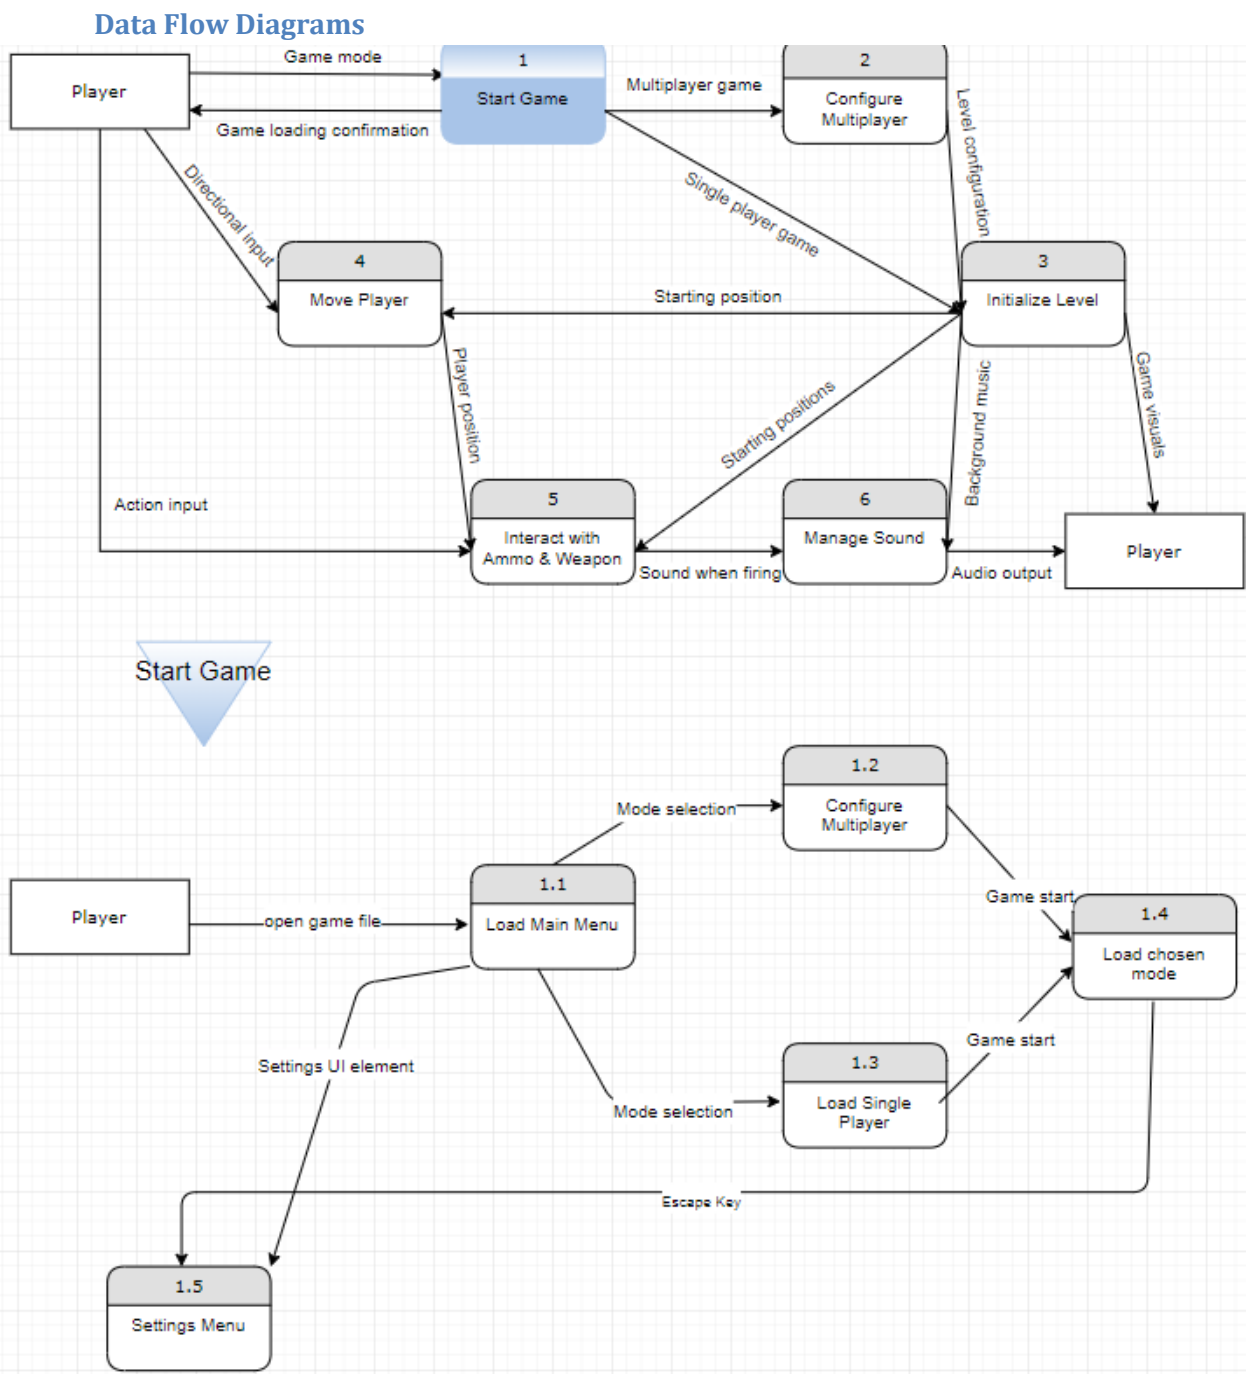 Data Flow Diagrams
Game mode
1
2
Player
Start Game
Multiplayer game
Configure
Multiplayer
Game loading confirmation
Level configuration
Directional input
Single player game
4
3
Move Player
Starting position
Initialize Level
Player position
Starting positions
Background music
Game visuals
Action input
5
6
Interact with
Ammo & Weapon
Manage Sound
Player
Sound when firing
Audio output
Start Game
1.2
Mode selection
Configure
Multiplayer
1.1
Game start
Player
open game file
Load Main Menu
1.4
Load chosen
mode
Settings UI element
Game start
1.3
Mode selection
Load Single
Player
Escape Key
1.5
Settings Menu